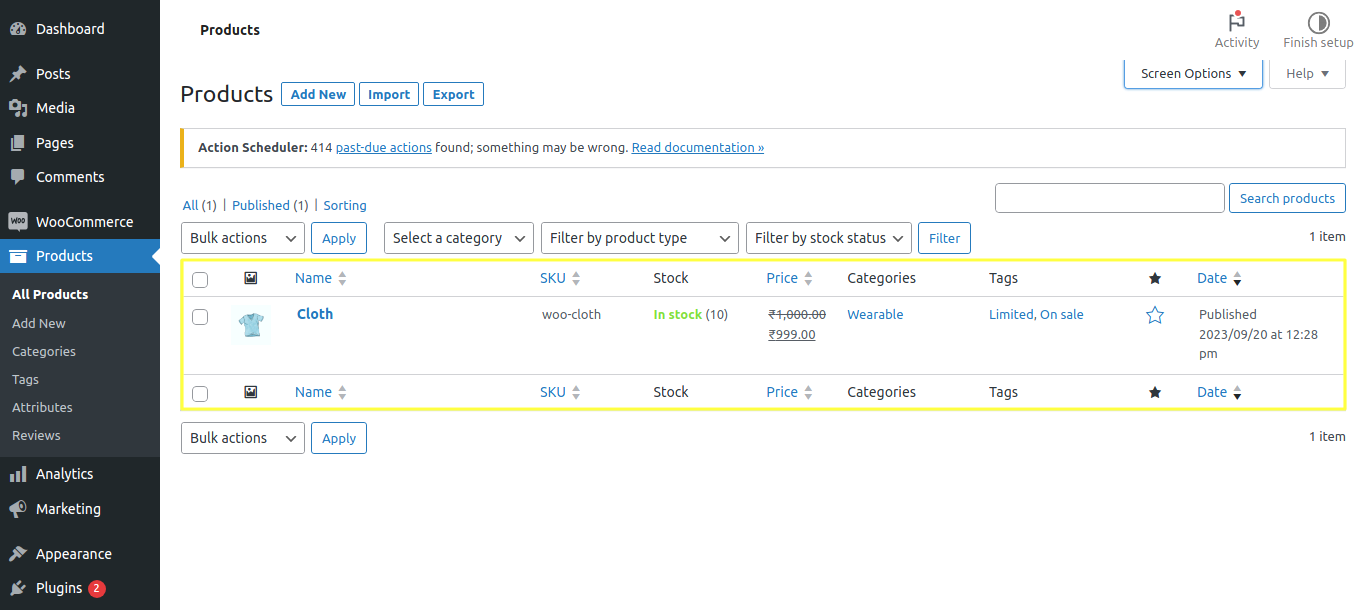 Dashboard
Posts
Media
Pages
Comments
WOO WooCommerce
Products
All Products
Add New
Categories
Tags
Attributes
Reviews
Analytics
Marketing
Appearance
Plugins 2
Products
Activity
Finish setup
Screen Options
Help
Products Add New Import Export
Action Scheduler: 414 past-due actions found; something may be wrong. Read documentation »
All (1) | Published (1) | Sorting
Search products
Bulk actions Apply Select a category Filter by product type Filter by stock status Filter 1 item
Name SKU Stock Price Categories Tags Date
Cloth woo-cloth In stock (10) ₹1,000.00 Wearable Limited, On sale Published
₹999.00 2023/09/20 at 12:28
pm
Name SKU Stock Price Categories Tags Date
Bulk actions Apply 1 item